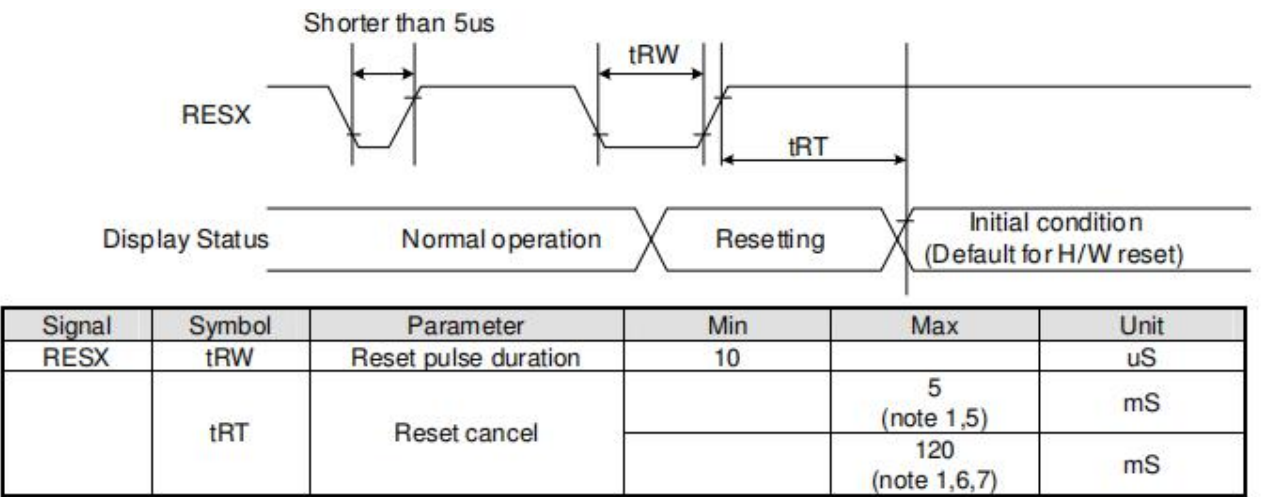 Shorter than 5us
tRW
RESX
tRT
Display Status
Normal operation
Resetting
Initial condition
(Default for H/W reset)
Signal Symbol Parameter Min Max Unit
RESX tRW Reset pulse duration 10 uS
tRT Reset cancel
5
(note 1,5)
mS
120
(note 1,6,7)
mS